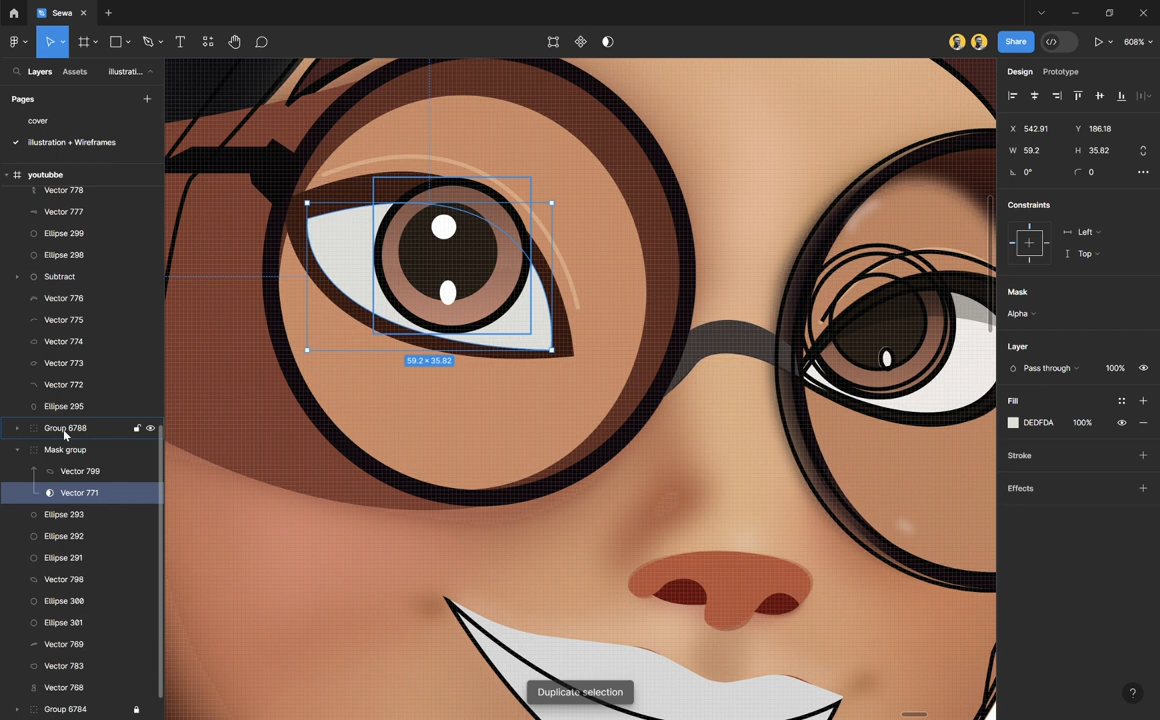 Sewa
Share
608%
Layers
Assets
illustrati...
Pages
cover
illustration + Wireframes
youtubbe
Vector 778
Vector 777
Ellipse 299
Ellipse 298
Subtract
Vector 776
Vector 775
Vector 774
Vector 773
Vector 772
Ellipse 295
Group 6788
Mask group
Vector 799
Vector 771
Ellipse 293
Ellipse 292
Ellipse 291
Vector 798
Ellipse 300
Ellipse 301
Vector 769
Vector 783
Vector 768
Group 6784
59.2 × 35.82
Duplicate selection
Design
Prototype
X 542.91 Y 186.18
W 59.2 H 35.82
0° 0
Constraints
Left
Top
Mask
Alpha
Layer
Pass through 100%
Fill
DEDFDA 100%
Stroke
Effects
?